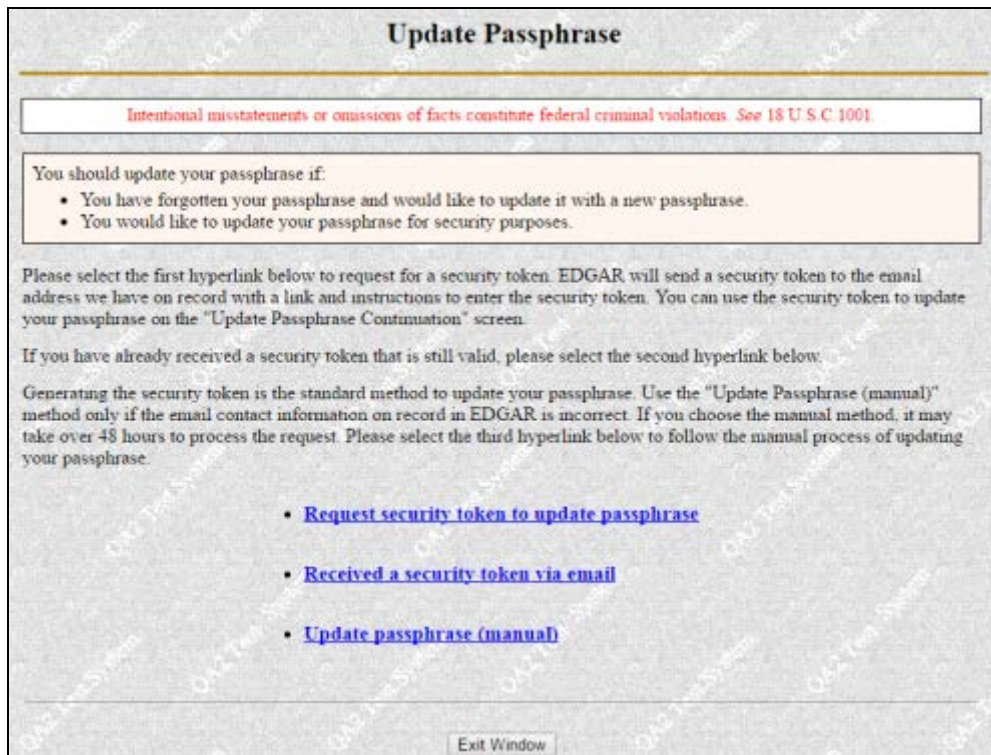 Update Passphrase
Intentional misstatements or omissions of facts constitute federal criminal violations. See 18 U.S.C.1001.
You should update your passphrase if:
• You have forgotten your passphrase and would like to update it with a new passphrase.
• You would like to update your passphrase for security purposes.
Please select the first hyperlink below to request for a security token. EDGAR will send a security token to the email
address we have on record with a link and instructions to enter the security token. You can use the security token to update
your passphrase on the "Update Passphrase Continuation" screen.
If you have already received a security token that is still valid, please select the second hyperlink below.
Generating the security token is the standard method to update your passphrase. Use the "Update Passphrase (manual)"
method only if the email contact information on record in EDGAR is incorrect. If you choose the manual method, it may
take over 48 hours to process the request. Please select the third hyperlink below to follow the manual process of updating
your passphrase.
• Request security token to update passphrase
• Received a security token via email
• Update passphrase (manual)
Exit Window
QA2 Test System